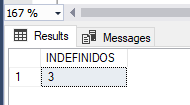 167 %
Results Messages
INDEFINIDOS
1 3